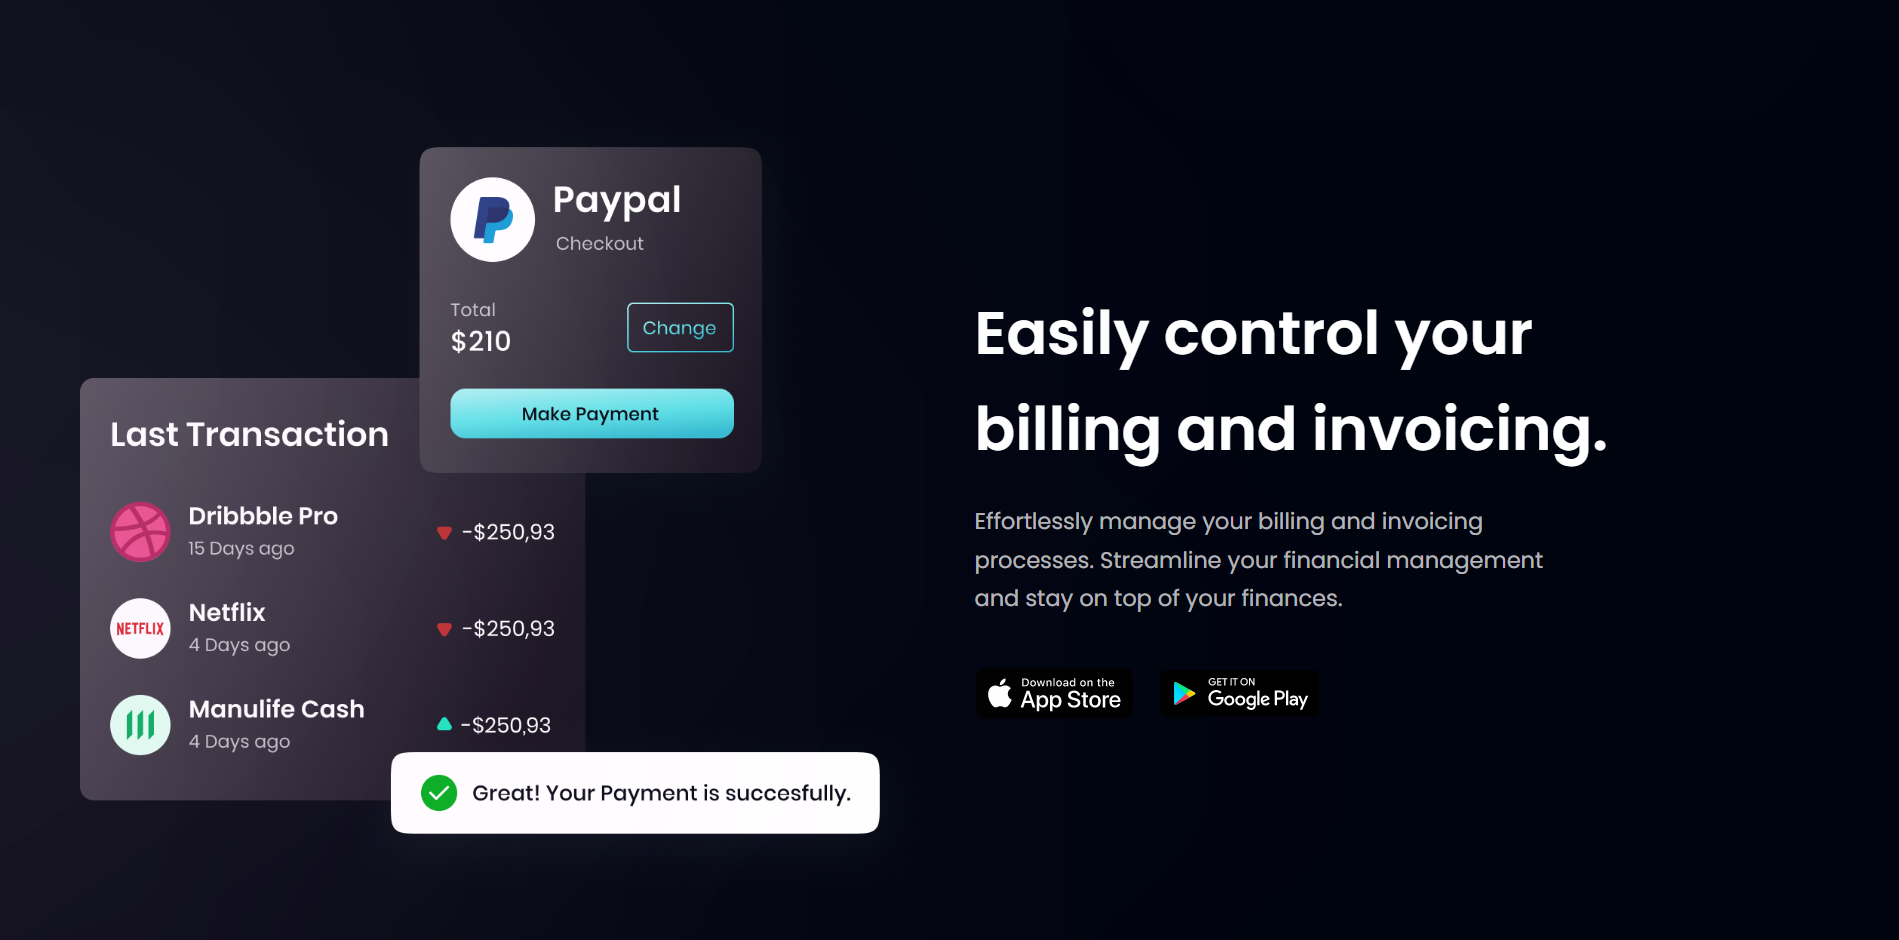 Paypal
Checkout
Total
$210
Change
Make Payment
Last Transaction
Dribbble Pro
15 Days ago
-$250,93
NETFLIX
Netflix
4 Days ago
-$250,93
Manulife Cash
4 Days ago
-$250,93
Great! Your Payment is succesfully.
Easily control your
billing and invoicing.
Effortlessly manage your billing and invoicing
processes. Streamline your financial management
and stay on top of your finances.
Download on the
App Store
GET IT ON
Google Play